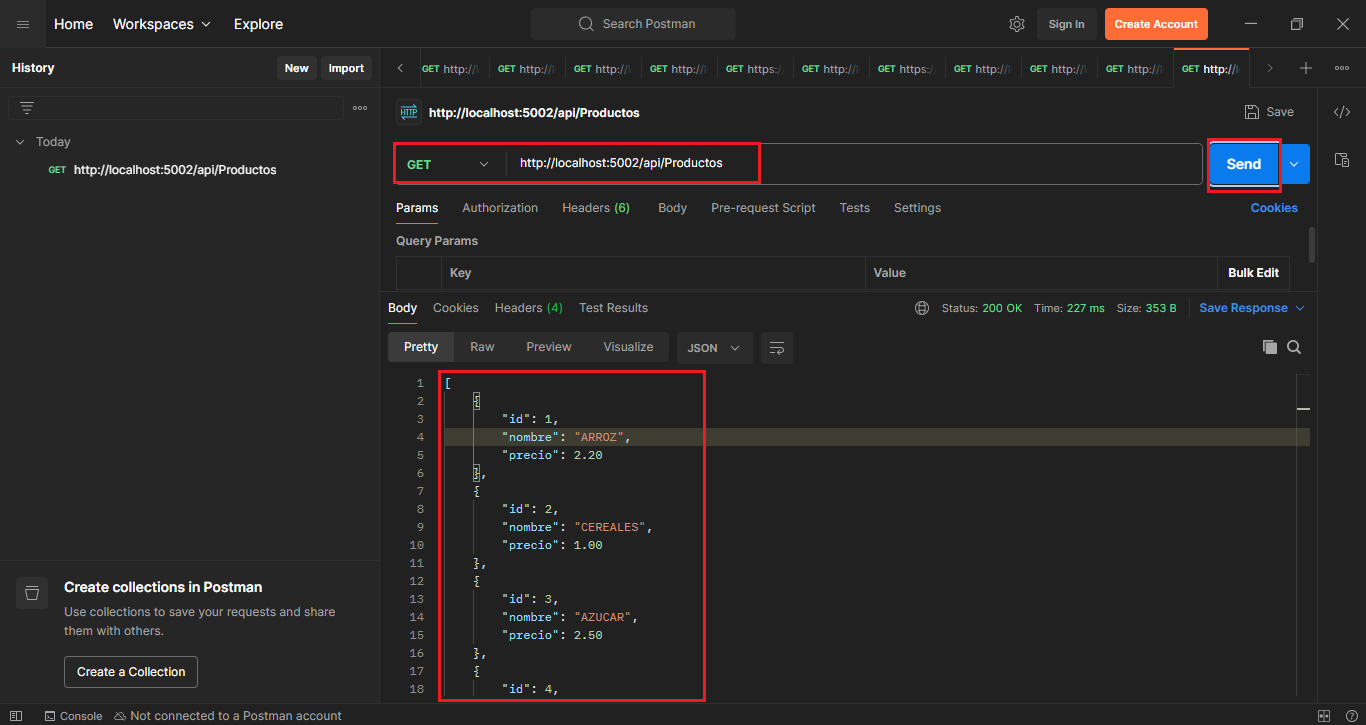 Home Workspaces Explore Search Postman Sign In Create Account
History New Import
GET http://l GET http://l GET http://l GET http://l GET https: GET http://l GET https: GET http://l GET http://l GET http://l GET http://l
HTTP http://localhost:5002/api/Productos Save
Today
GET http://localhost:5002/api/Productos
GET http://localhost:5002/api/Productos Send
Params Authorization Headers (6) Body Pre-request Script Tests Settings Cookies
Query Params
Key Value Bulk Edit
Body Cookies Headers (4) Test Results Status: 200 OK Time: 227 ms Size: 353 B Save Response
Pretty Raw Preview Visualize JSON
1 [
2 {
3 "id": 1,
4 "nombre": "ARROZ",
5 "precio": 2.20
6 },
7 {
8 "id": 2,
9 "nombre": "CEREALES",
10 "precio": 1.00
11 },
12 {
13 "id": 3,
14 "nombre": "AZUCAR",
15 "precio": 2.50
16 },
17 {
18 "id": 4,
Create collections in Postman
Use collections to save your requests and share
them with others.
Create a Collection
Console Not connected to a Postman account